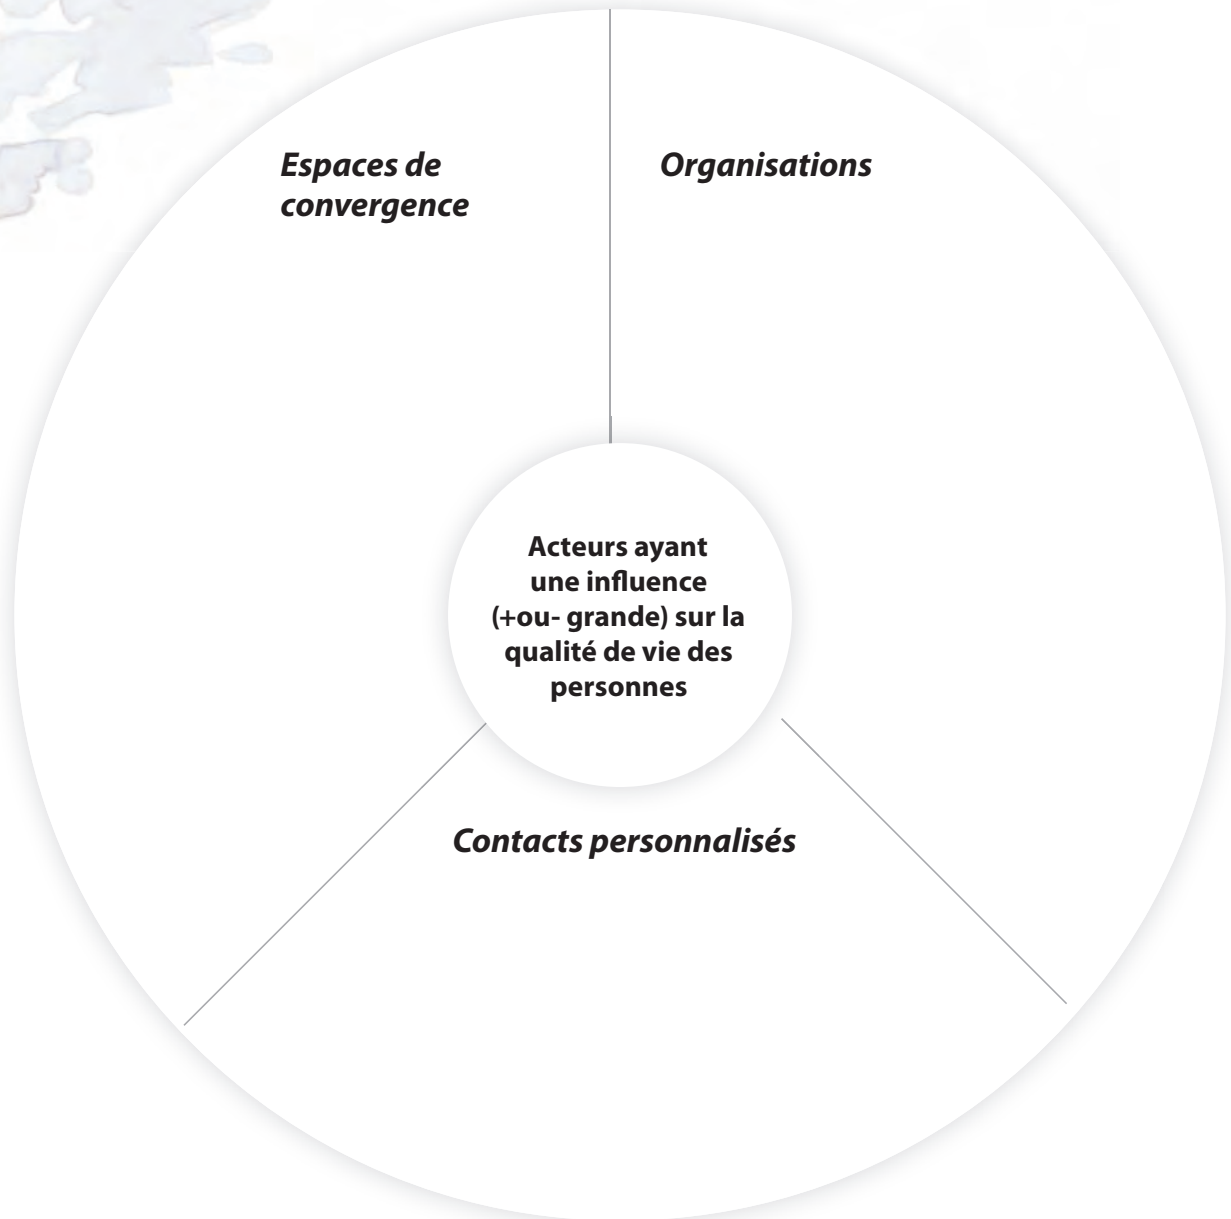 Espaces de
convergence
Organisations
Acteurs ayant
une influence
(+ou- grande) sur la
qualité de vie des
personnes
Contacts personnalisés